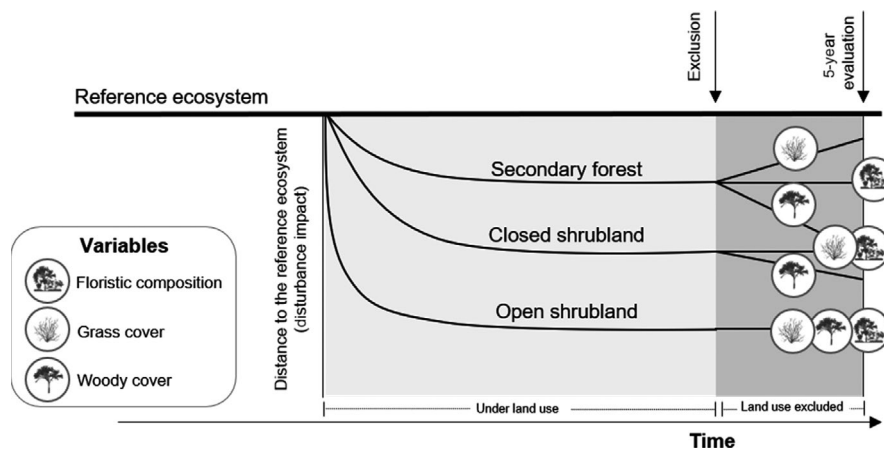 Exclusion
5-year
evaluation
Reference ecosystem
Distance to the reference ecosystem
(disturbance impact)
Secondary forest
Closed shrubland
Open shrubland
Variables
Floristic composition
Grass cover
Woody cover
Under land use
Land use excluded
Time